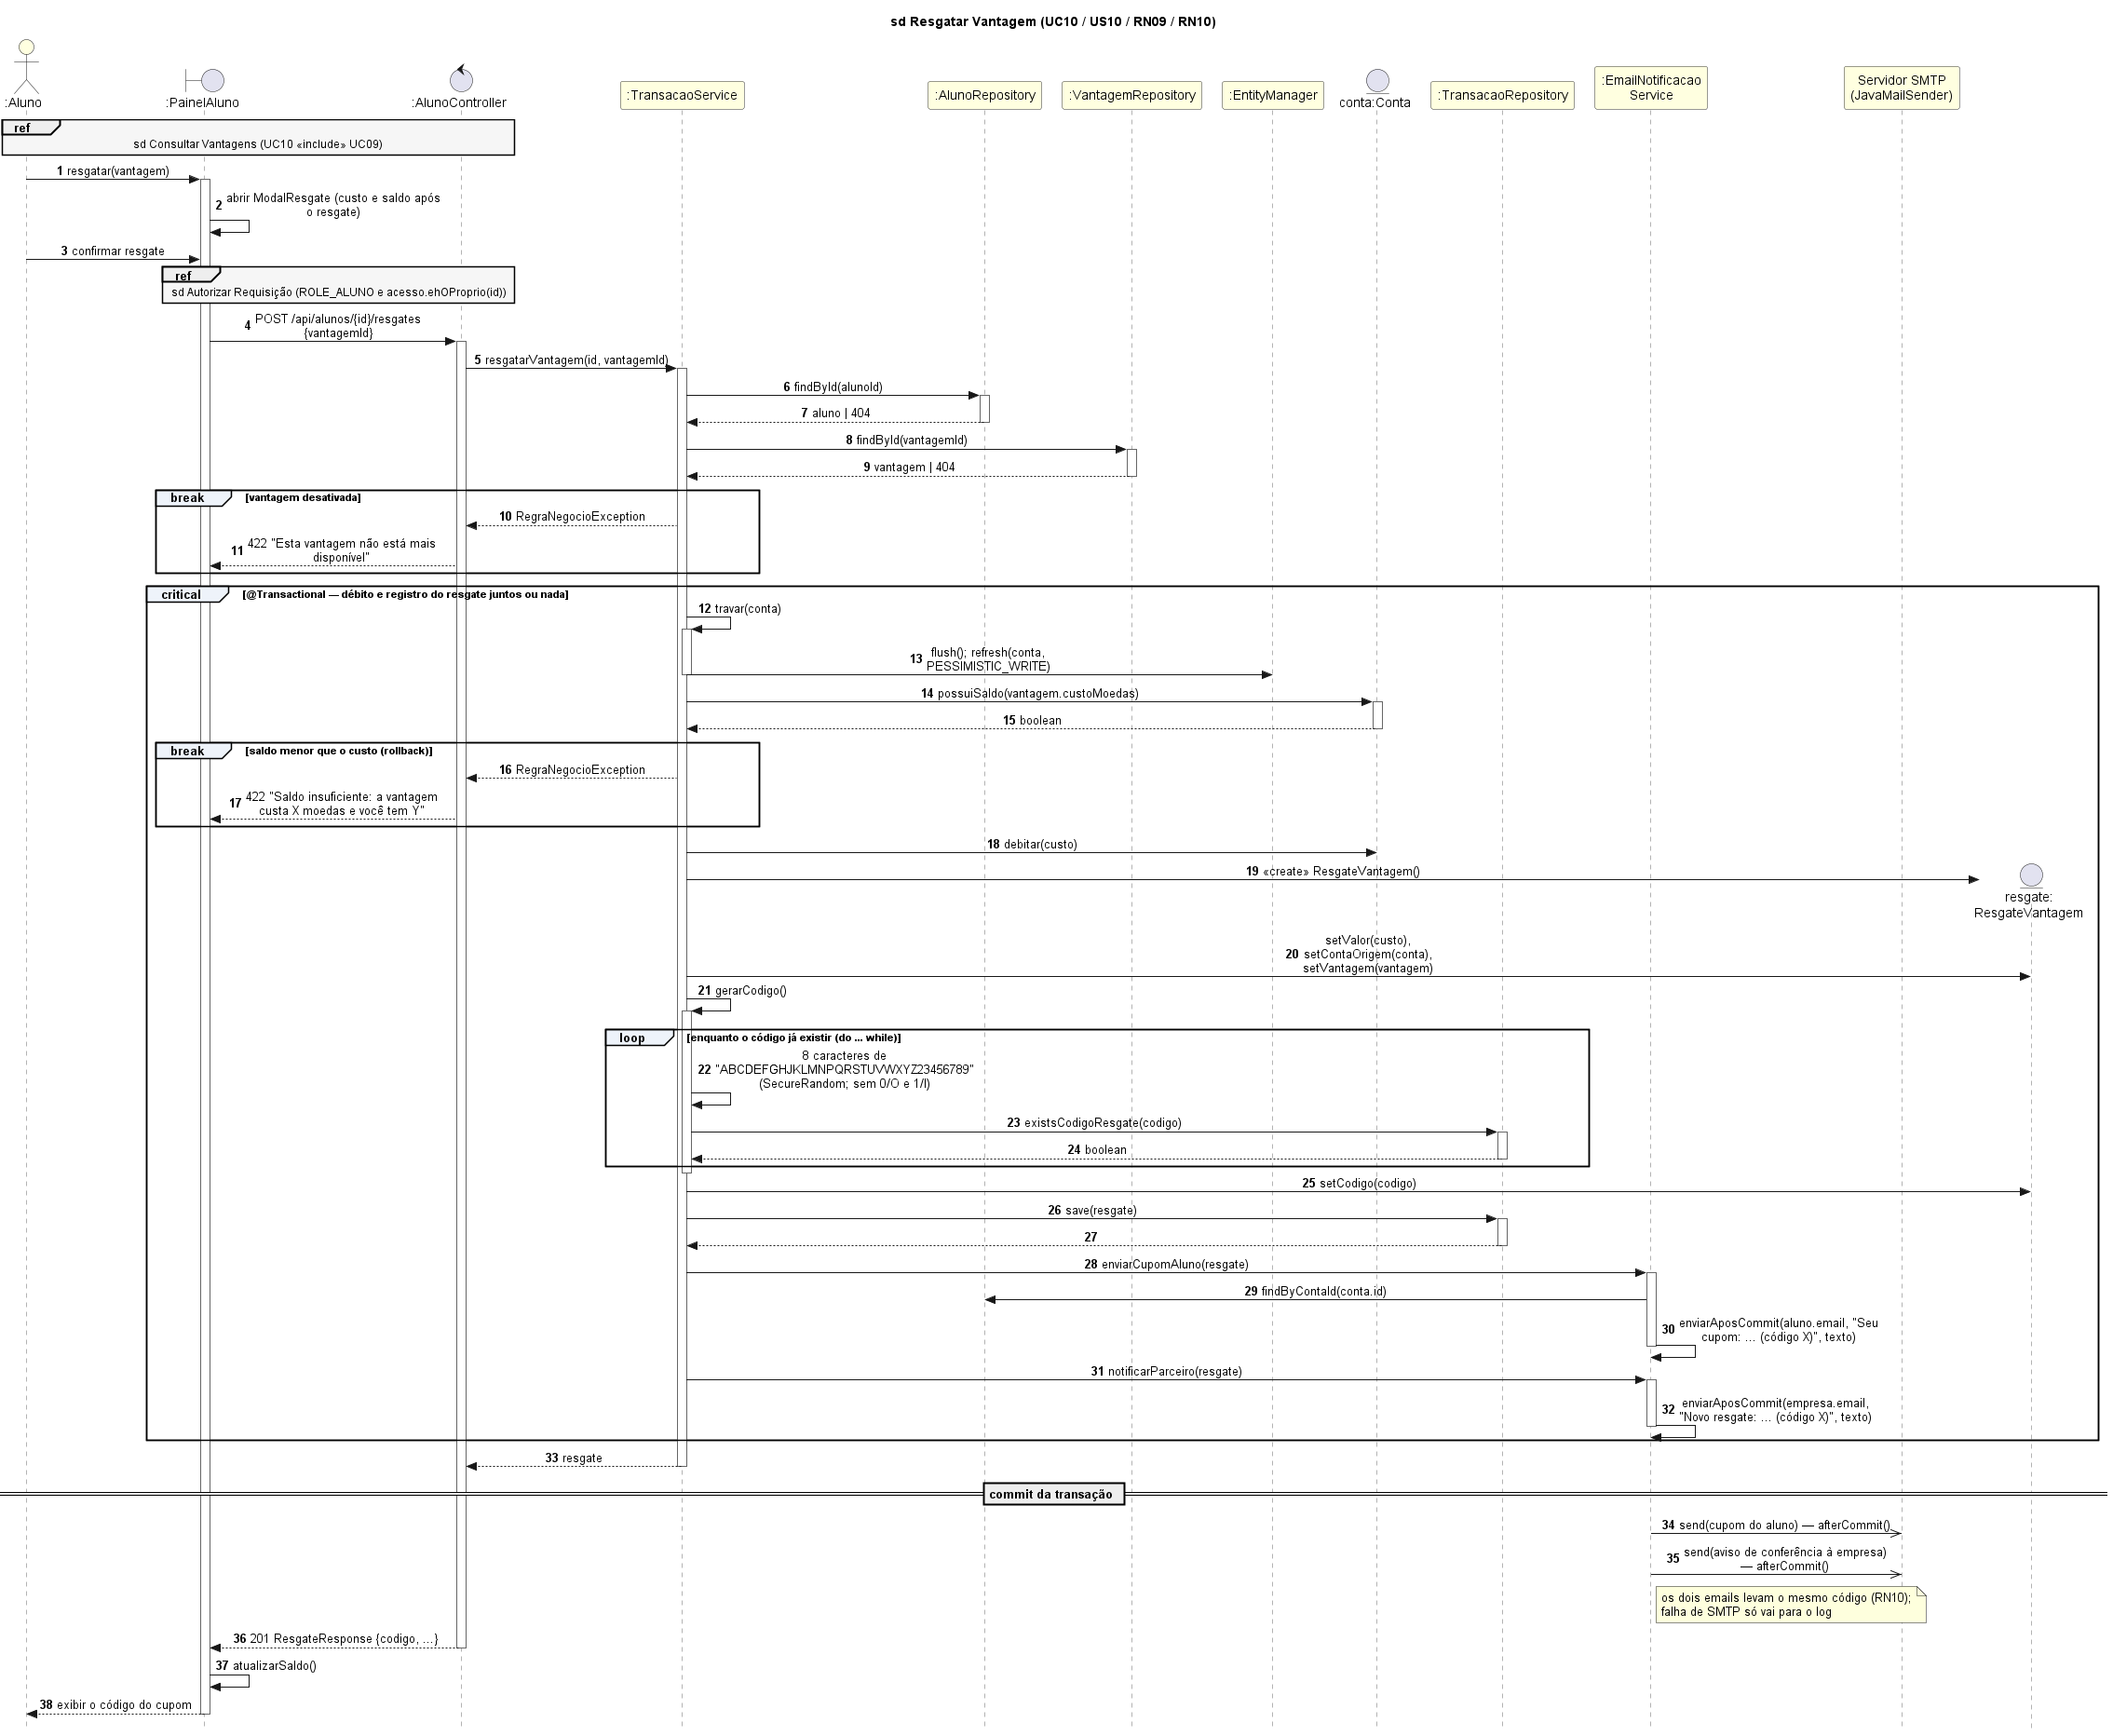 sd Resgatar Vantagem (UC10 / US10 / RN09 / RN10)
:Aluno
:PainelAluno
:AlunoController
:TransacaoService
:AlunoRepository
:VantagemRepository
:EntityManager
conta:Conta
:TransacaoRepository
:EmailNotificacao
Service
Servidor SMTP
(JavaMailSender)
ref
sd Consultar Vantagens (UC10 «include» UC09)
1 resgatar(vantagem)
2 abrir ModalResgate (custo e saldo após
o resgate)
3 confirmar resgate
ref
sd Autorizar Requisição (ROLE_ALUNO e acesso.ehOProprio(id))
4 POST /api/alunos/{id}/resgates
{vantagemId}
5 resgatarVantagem(id, vantagemId)
6 findById(alunoId)
7 aluno | 404
8 findById(vantagemId)
9 vantagem | 404
break [vantagem desativada]
10 RegraNegocioException
11 422 "Esta vantagem não está mais
disponível"
critical [@Transactional — débito e registro do resgate juntos ou nada]
12 travar(conta)
13 flush(); refresh(conta,
PESSIMISTIC_WRITE)
14 possuiSaldo(vantagem.custoMoedas)
15 boolean
break [saldo menor que o custo (rollback)]
16 RegraNegocioException
17 422 "Saldo insuficiente: a vantagem
custa X moedas e você tem Y"
18 debitar(custo)
19 «create» ResgateVantagem()
resgate:
ResgateVantagem
20 setValor(custo),
setContaOrigem(conta),
setVantagem(vantagem)
21 gerarCodigo()
loop [enquanto o código já existir (do ... while)]
22 8 caracteres de
"ABCDEFGHJKLMNPQRSTUVWXYZ23456789"
(SecureRandom; sem 0/O e 1/I)
23 existsCodigoResgate(codigo)
24 boolean
25 setCodigo(codigo)
26 save(resgate)
27
28 enviarCupomAluno(resgate)
29 findByContaId(conta.id)
30 enviarAposCommit(aluno.email, "Seu
cupom: ... (código X)", texto)
31 notificarParceiro(resgate)
32 enviarAposCommit(empresa.email,
"Novo resgate: ... (código X)", texto)
33 resgate
commit da transação
34 send(cupom do aluno) — afterCommit()
35 send(aviso de conferência à empresa)
— afterCommit()
os dois emails levam o mesmo código (RN10);
falha de SMTP só vai para o log
36 201 ResgateResponse {codigo, ...}
37 atualizarSaldo()
38 exibir o código do cupom